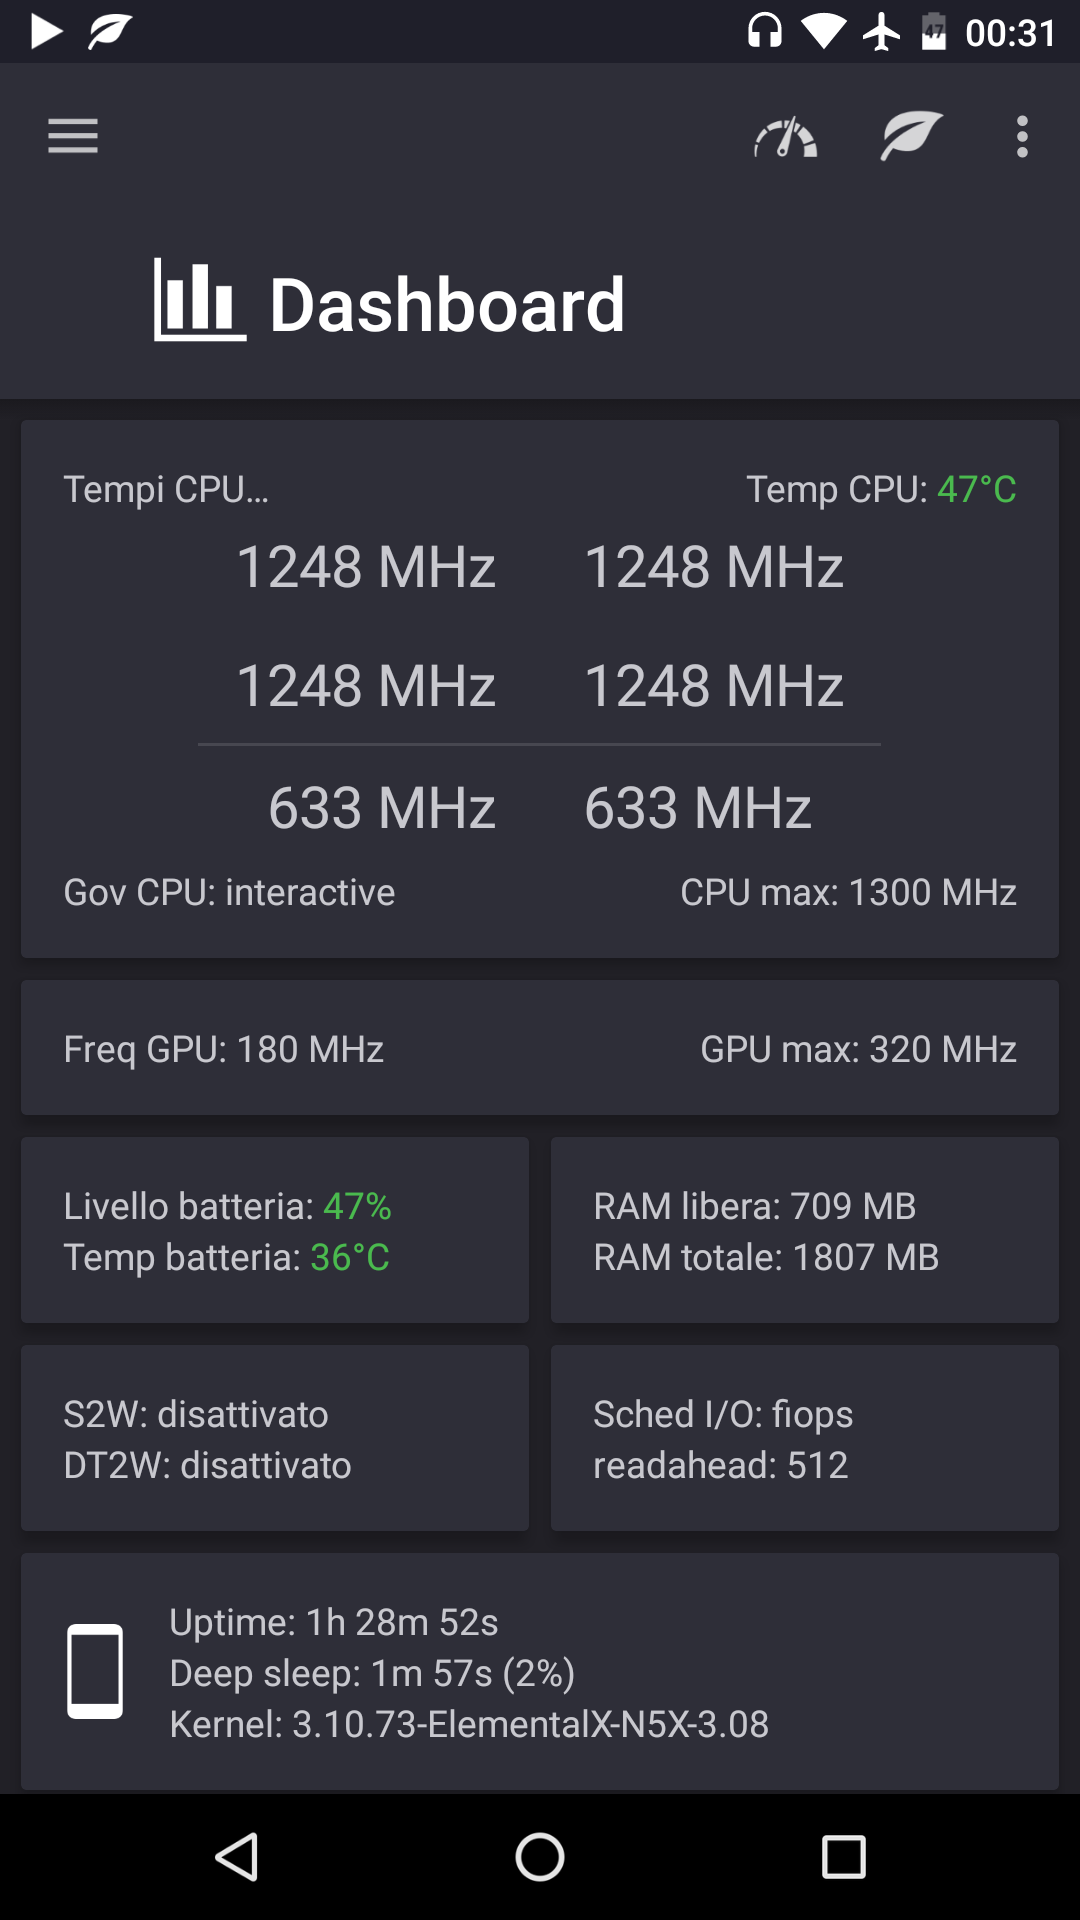 47 00:31
Dashboard
Tempi CPU... Temp CPU: 47°C
1248 MHz 1248 MHz
1248 MHz 1248 MHz
633 MHz 633 MHz
Gov CPU: interactive CPU max: 1300 MHz
Freq GPU: 180 MHz GPU max: 320 MHz
Livello batteria: 47%
Temp batteria: 36°C
RAM libera: 709 MB
RAM totale: 1807 MB
S2W: disattivato
DT2W: disattivato
Sched I/O: fiops
readahead: 512
Uptime: 1h 28m 52s
Deep sleep: 1m 57s (2%)
Kernel: 3.10.73-ElementalX-N5X-3.08